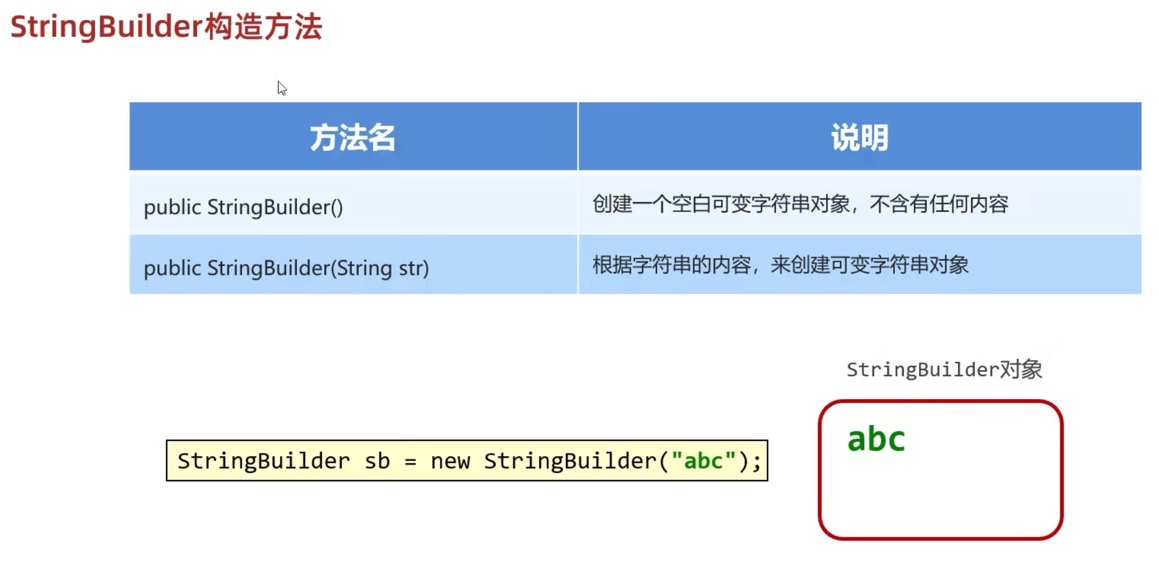 StringBuilder构造方法
方法名 说明
public StringBuilder() 创建一个空白可变字符串对象，不含有任何内容
public StringBuilder(String str) 根据字符串的内容，来创建可变字符串对象
StringBuilder对象
abc
StringBuilder sb = new StringBuilder("abc");